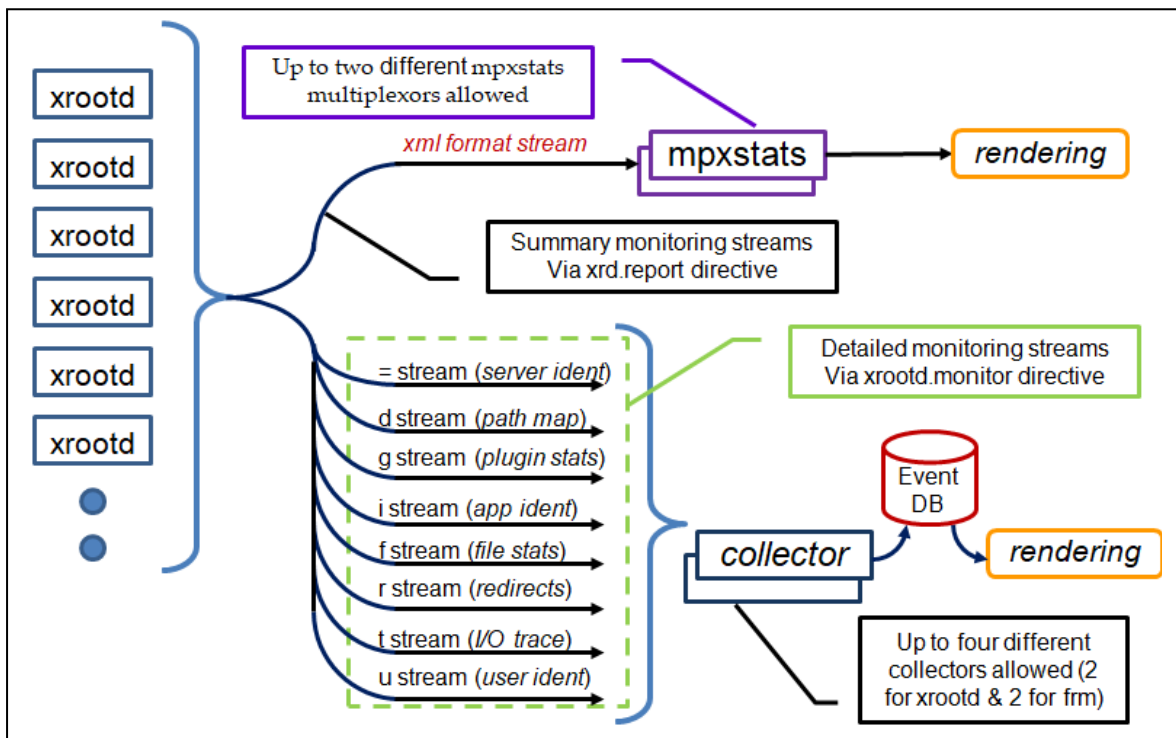 xrootd
xrootd
xrootd
xrootd
xrootd
xrootd
Up to two different mpxstats
multiplexors allowed
xml format stream
mpxstats
rendering
Summary monitoring streams
Via xrd.report directive
= stream (server ident)
d stream (path map)
g stream (plugin stats)
i stream (app ident)
f stream (file stats)
r stream (redirects)
t stream (I/O trace)
u stream (user ident)
Detailed monitoring streams
Via xrootd.monitor directive
collector
Event
DB
rendering
Up to four different
collectors allowed (2
for xrootd & 2 for frm)